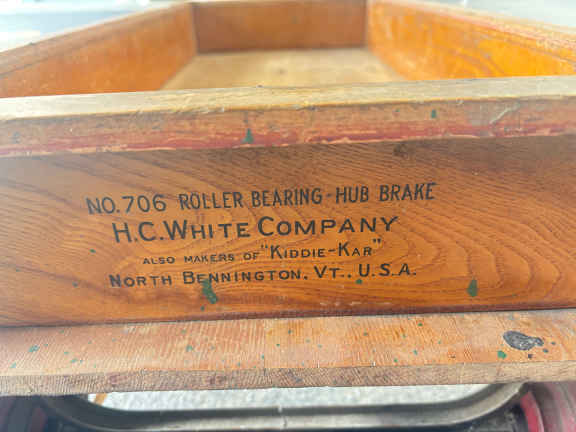 NO. 706 ROLLER BEARING - HUB BRAKE
H.C. WHITE COMPANY
ALSO MAKERS OF "KIDDIE-KAR"
NORTH BENNINGTON, VT., U.S.A.